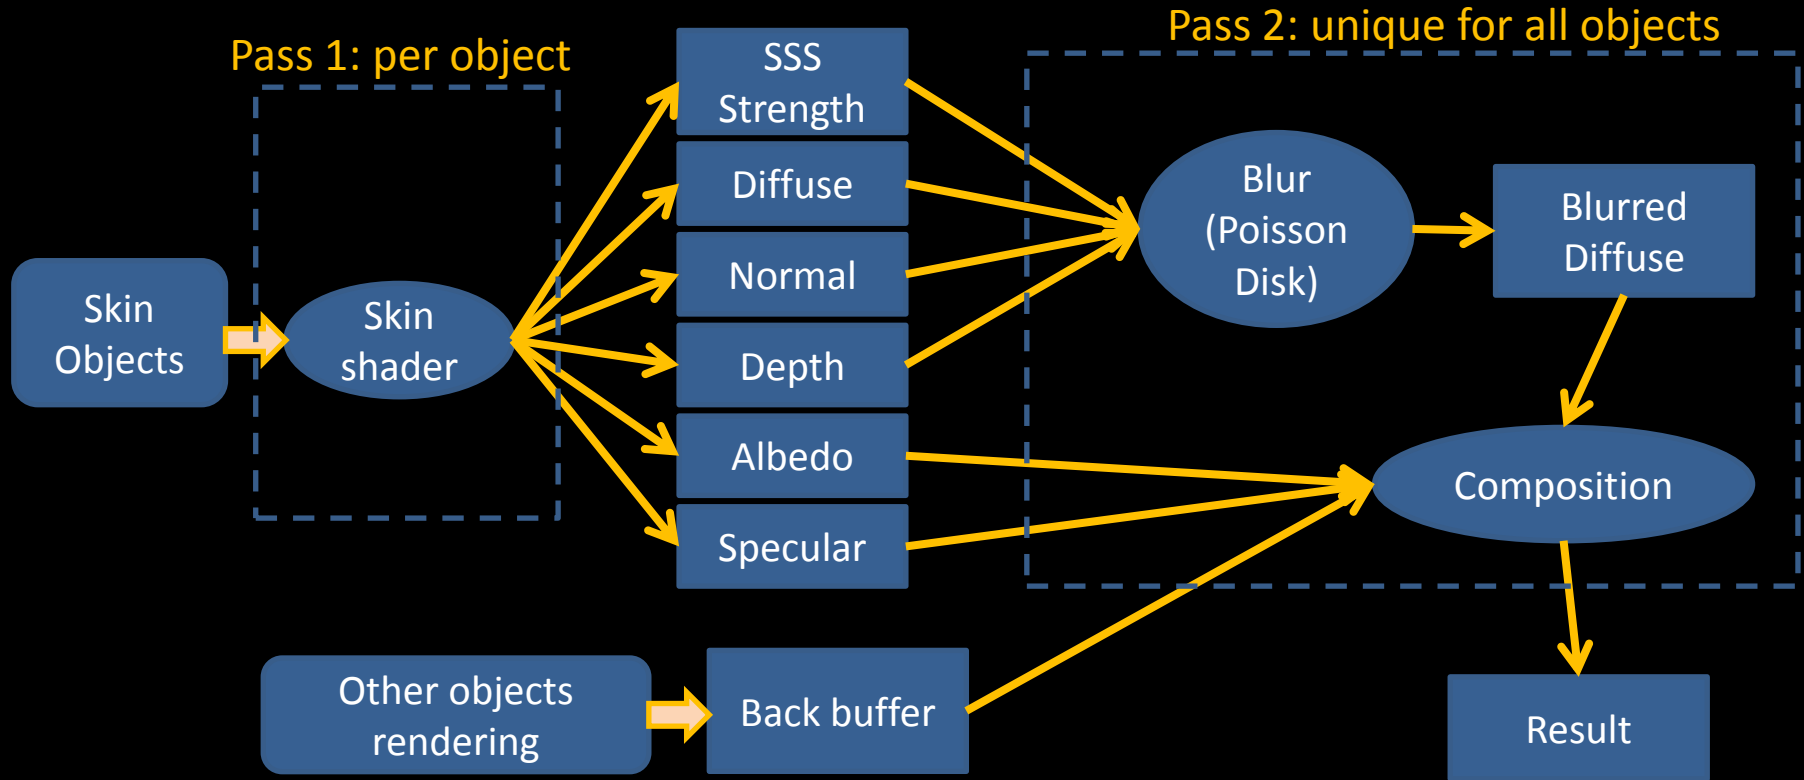 Pass 1: per object
Pass 2: unique for all objects
Skin
Objects
Skin
shader
SSS
Strength
Diffuse
Normal
Depth
Albedo
Specular
Blur
(Poisson
Disk)
Blurred
Diffuse
Composition
Other objects
rendering
Back buffer
Result